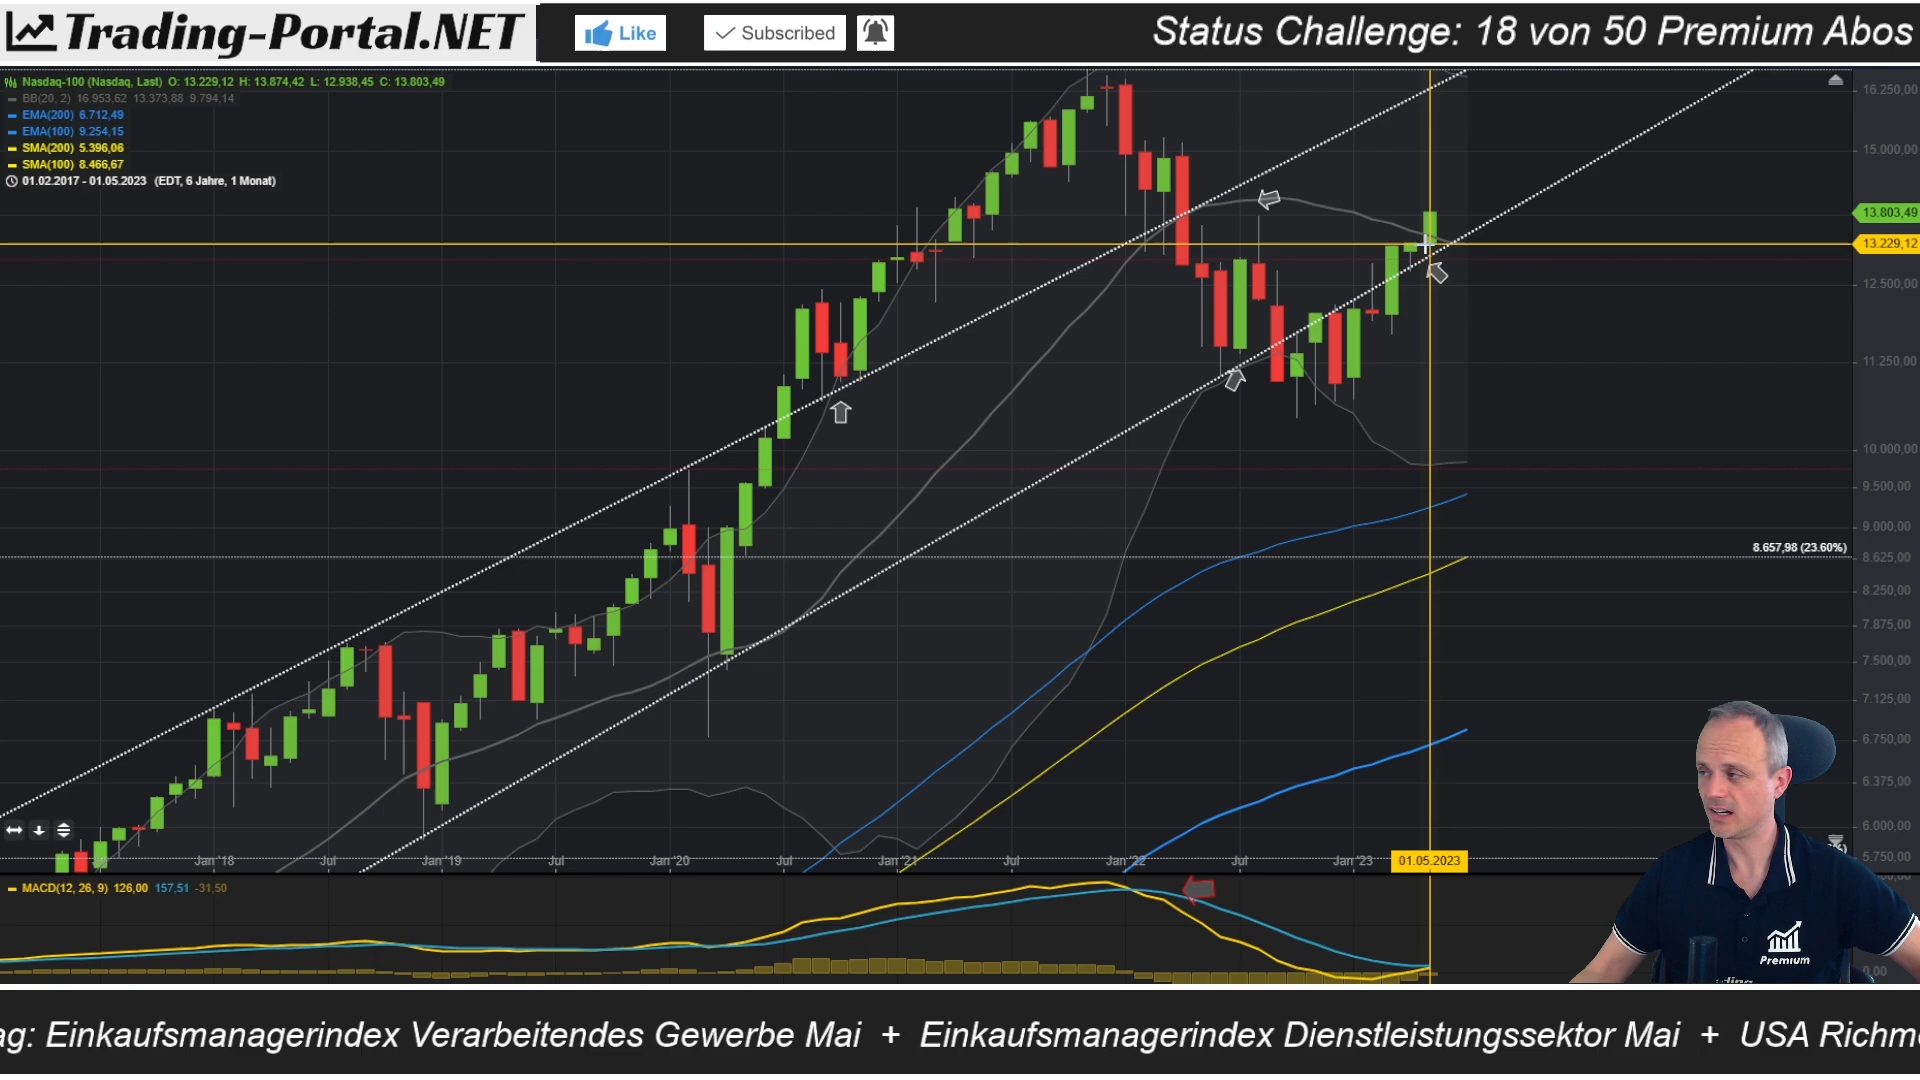 Trading-Portal.NET
Like
Subscribed
Status Challenge: 18 von 50 Premium Abos
Nasdaq-100 (Nasdaq, Last) O: 13.229,12 H: 13.874,42 L: 12.938,45 C: 13.803,49
BB(20, 2) 16.953,62 13.373,88 9.794,14
EMA(200) 6.712,49
EMA(100) 9.254,15
SMA(200) 5.396,06
SMA(100) 8.466,67
01.02.2017 - 01.05.2023 (EDT, 6 Jahre, 1 Monat)
16.250,00
15.000,00
13.803,49
13.229,12
12.500,00
11.250,00
10.000,00
9.500,00
9.000,00
8.657,98 (23.60%)
8.625,00
8.250,00
7.875,00
7.500,00
7.125,00
6.750,00
6.375,00
6.000,00
5.750,00
Jan '18
Jul
Jan '19
Jul
Jan '20
Jul
Jan '21
Jul
Jan '22
Jul
Jan '23
01.05.2023
MACD(12, 26, 9) 126,00 157,51 -31,50
0,00
Premium
ag: Einkaufsmanagerindex Verarbeitendes Gewerbe Mai + Einkaufsmanagerindex Dienstleistungssektor Mai + USA Richm